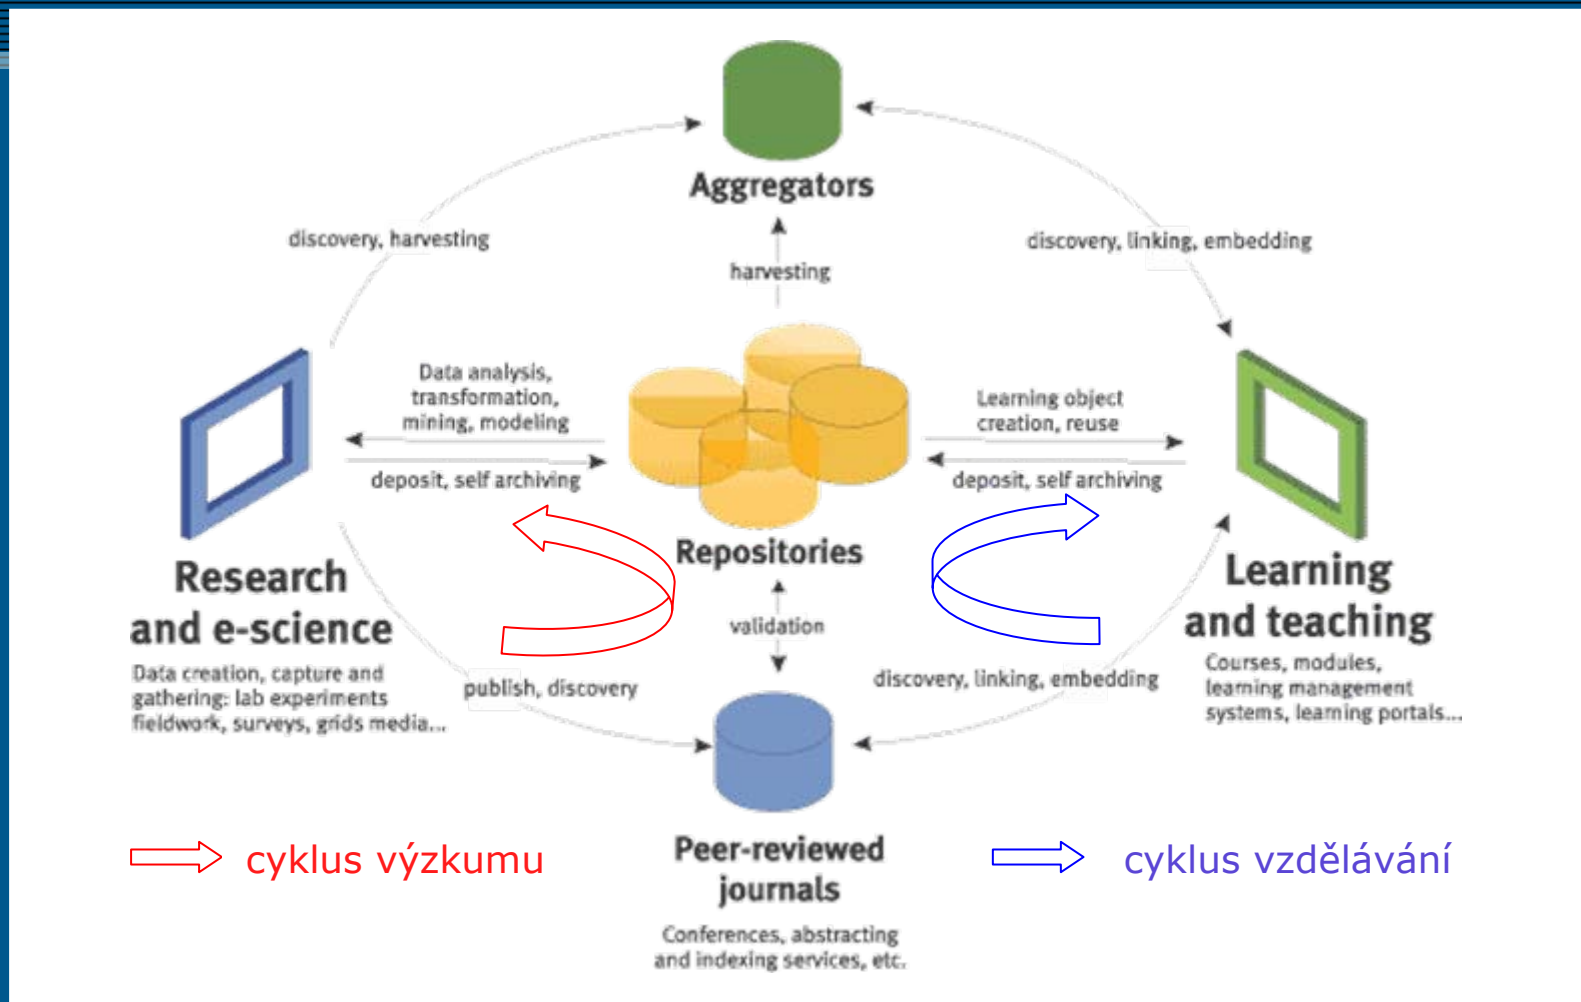 Aggregators
discovery, harvesting
discovery, linking, embedding
harvesting
Data analysis,
transformation,
mining, modeling
Learning object
creation, reuse
deposit, self archiving
deposit, self archiving
Repositories
Research
and e-science
Data creation, capture and
gathering: lab experiments
fieldwork, surveys, grids media...
Learning
and teaching
Courses, modules,
learning management
systems, learning portals...
validation
publish, discovery
discovery, linking, embedding
Peer-reviewed
journals
Conferences, abstracting
and indexing services, etc.
cyklus výzkumu
cyklus vzdělávání